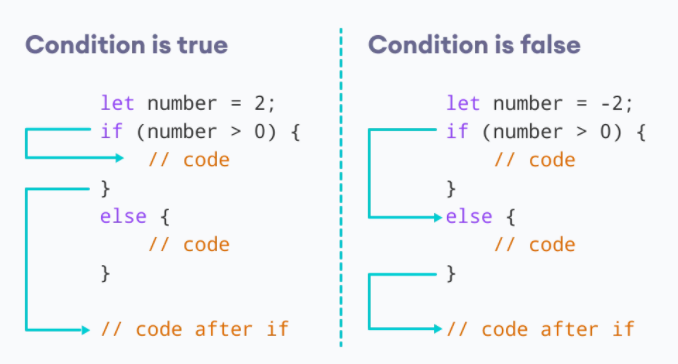 Condition is true
let number = 2;
if (number > 0) {
// code
}
else {
// code
}
// code after if
Condition is false
let number = -2;
if (number > 0) {
// code
}
else {
// code
}
// code after if